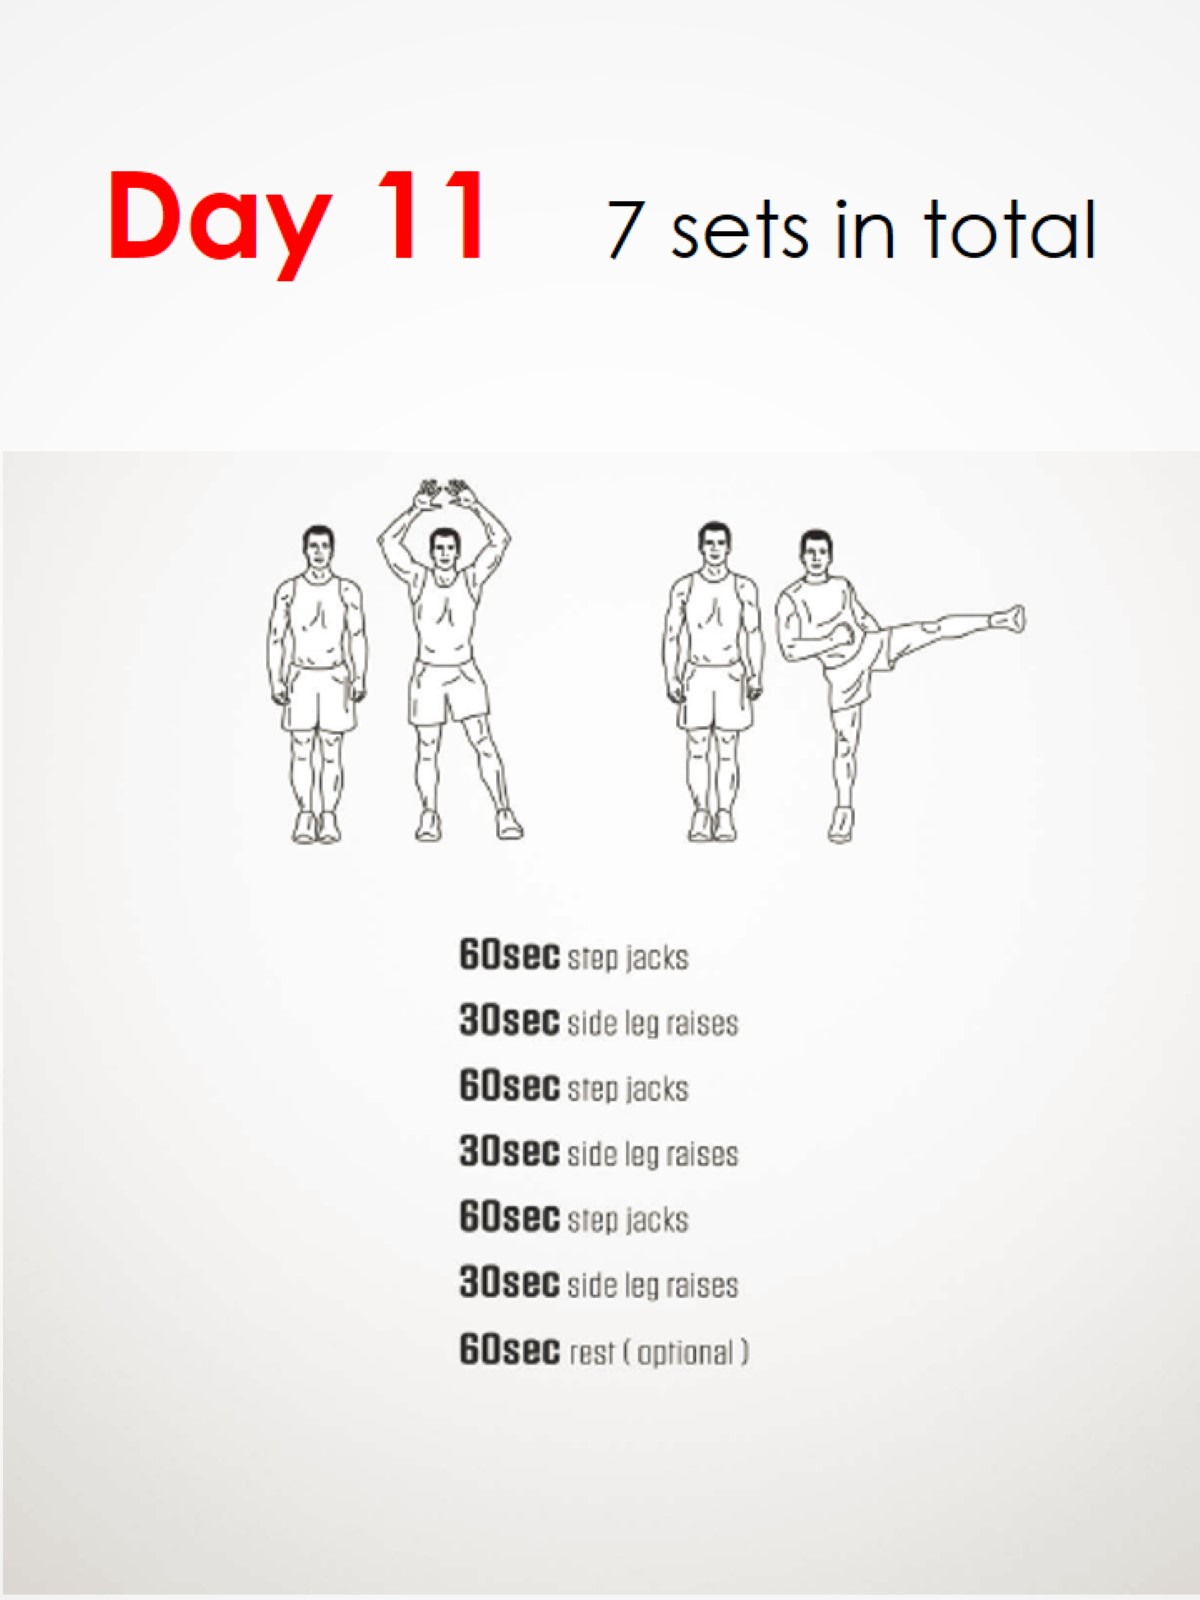 Day 11 7 sets in total
60sec step jacks
30sec side leg raises
60sec step jacks
30sec side leg raises
60sec step jacks
30sec side leg raises
60sec rest ( optional )